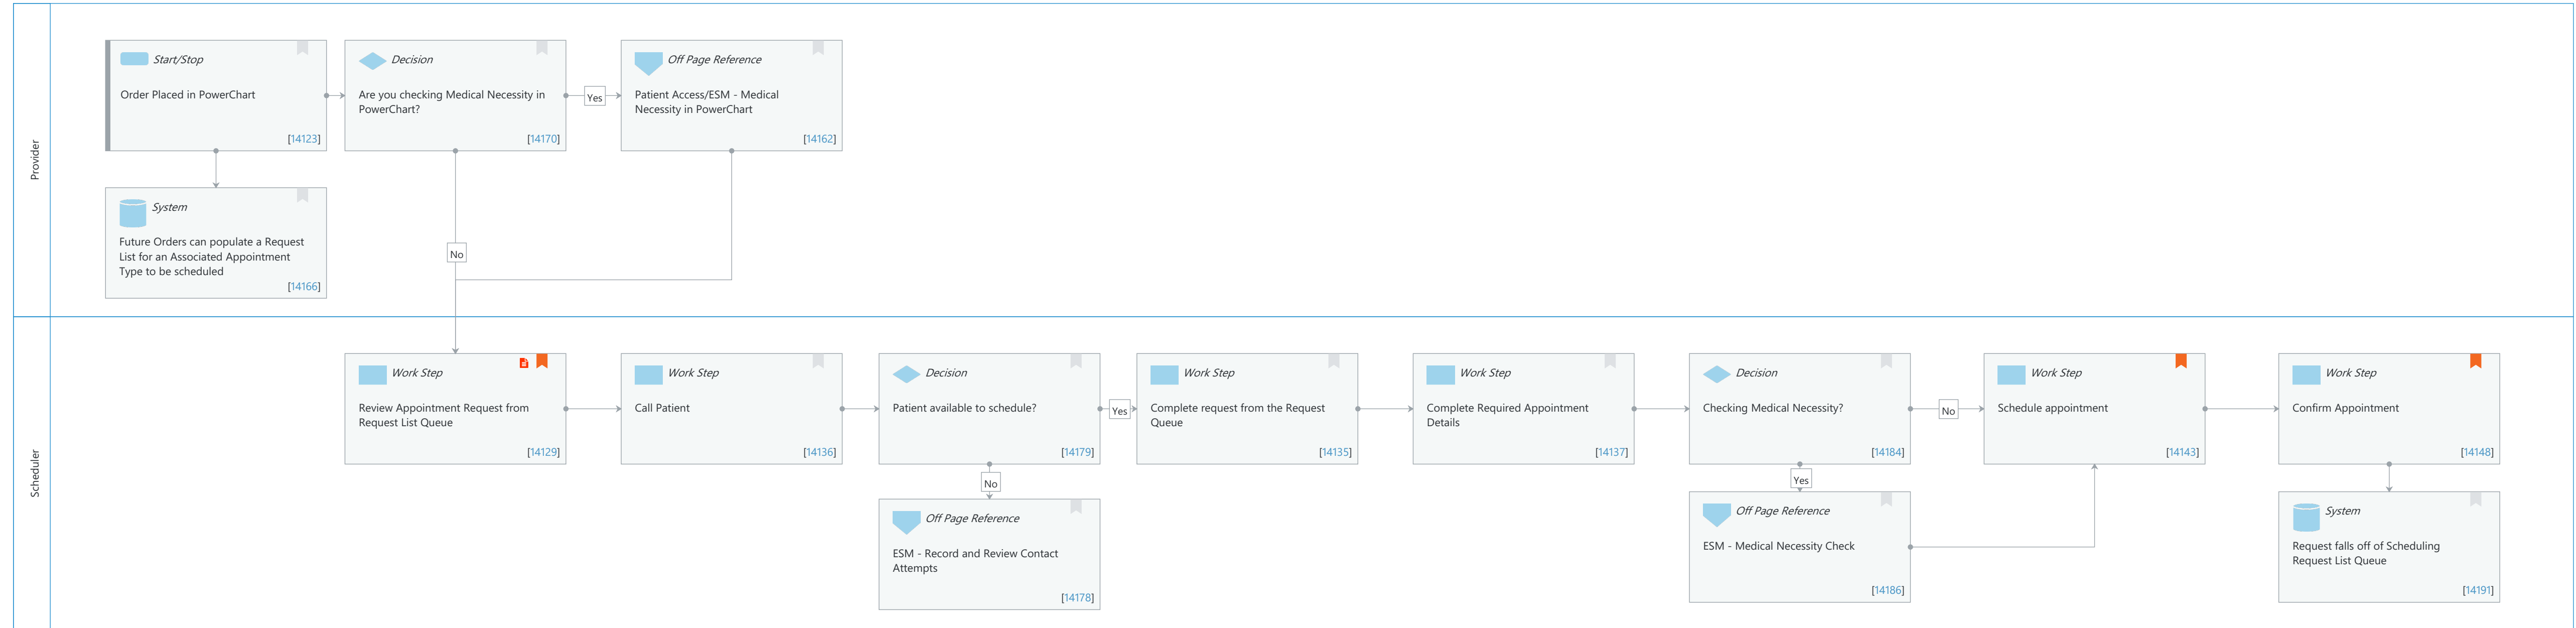 Provider
Start/Stop
Order Placed in PowerChart
[14123]
Decision
Are you checking Medical Necessity in
PowerChart?
[14170]
Yes
Off Page Reference
Patient Access/ESM - Medical
Necessity in PowerChart
[14162]
System
Future Orders can populate a Request
List for an Associated Appointment
Type to be scheduled
[14166]
No
Scheduler
Work Step
Review Appointment Request from
Request List Queue
[14129]
Work Step
Call Patient
[14136]
Decision
Patient available to schedule?
[14179]
Yes
Work Step
Complete request from the Request
Queue
[14135]
Work Step
Complete Required Appointment
Details
[14137]
Decision
Checking Medical Necessity?
[14184]
No
Work Step
Schedule appointment
[14143]
Work Step
Confirm Appointment
[14148]
No
Off Page Reference
ESM - Record and Review Contact
Attempts
[14178]
Yes
Off Page Reference
ESM - Medical Necessity Check
[14186]
System
Request falls off of Scheduling
Request List Queue
[14191]